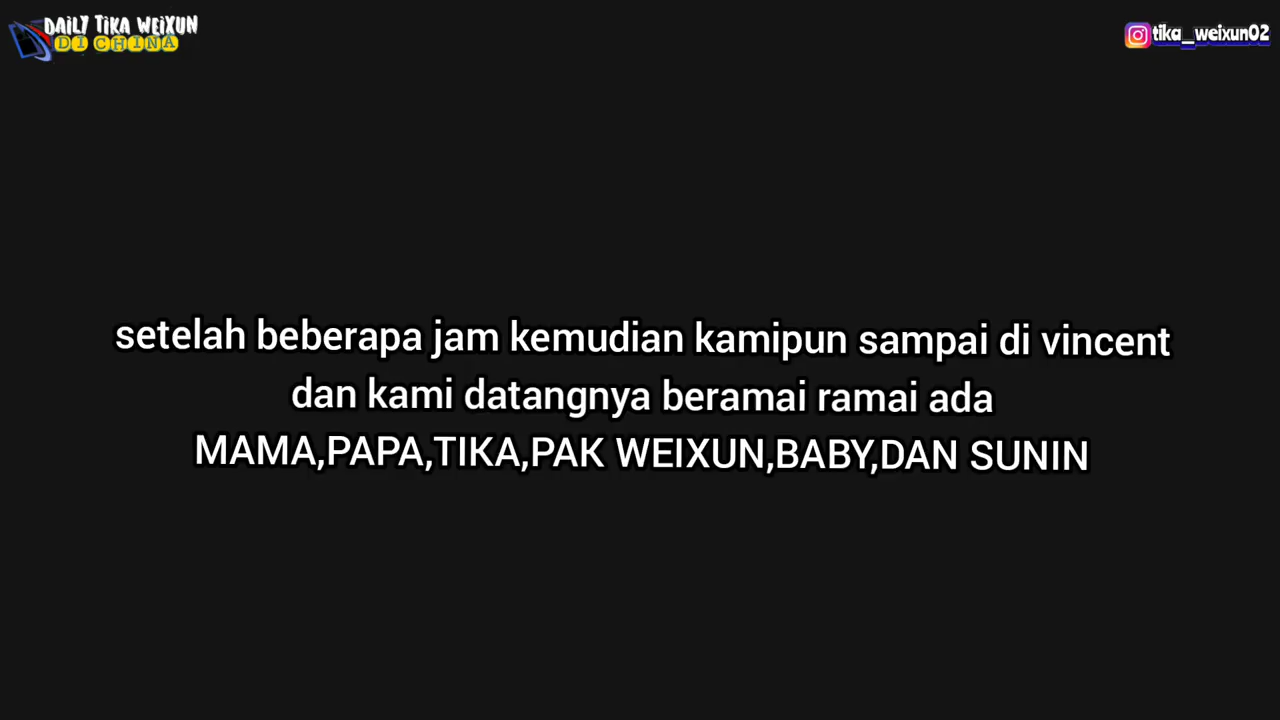 DAILY TIKA WEIXUN
DI CHINA
tika_weixun02
setelah beberapa jam kemudian kamipun sampai di vincent
dan kami datangnya beramai ramai ada
MAMA,PAPA,TIKA,PAK WEIXUN,BABY,DAN SUNIN